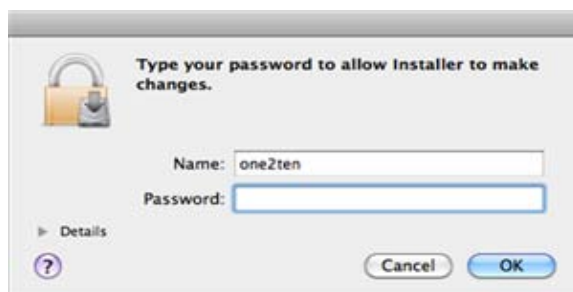 Type your password to allow Installer to make
changes.
Name: one2ten
Password:
Details
? Cancel OK